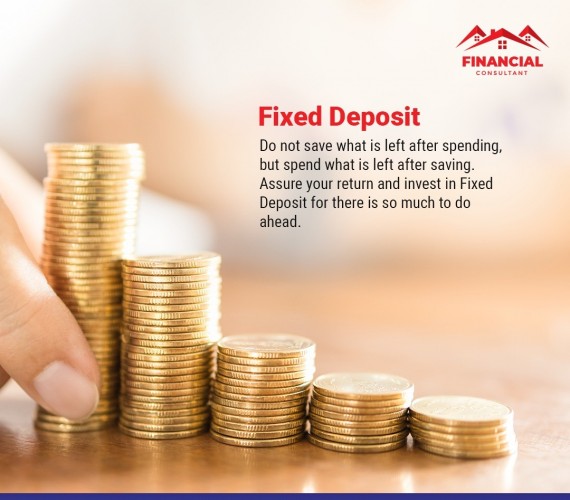 FINANCIAL
CONSULTANT
Fixed Deposit
Do not save what is left after spending,
but spend what is left after saving.
Assure your return and invest in Fixed
Deposit for there is so much to do
ahead.